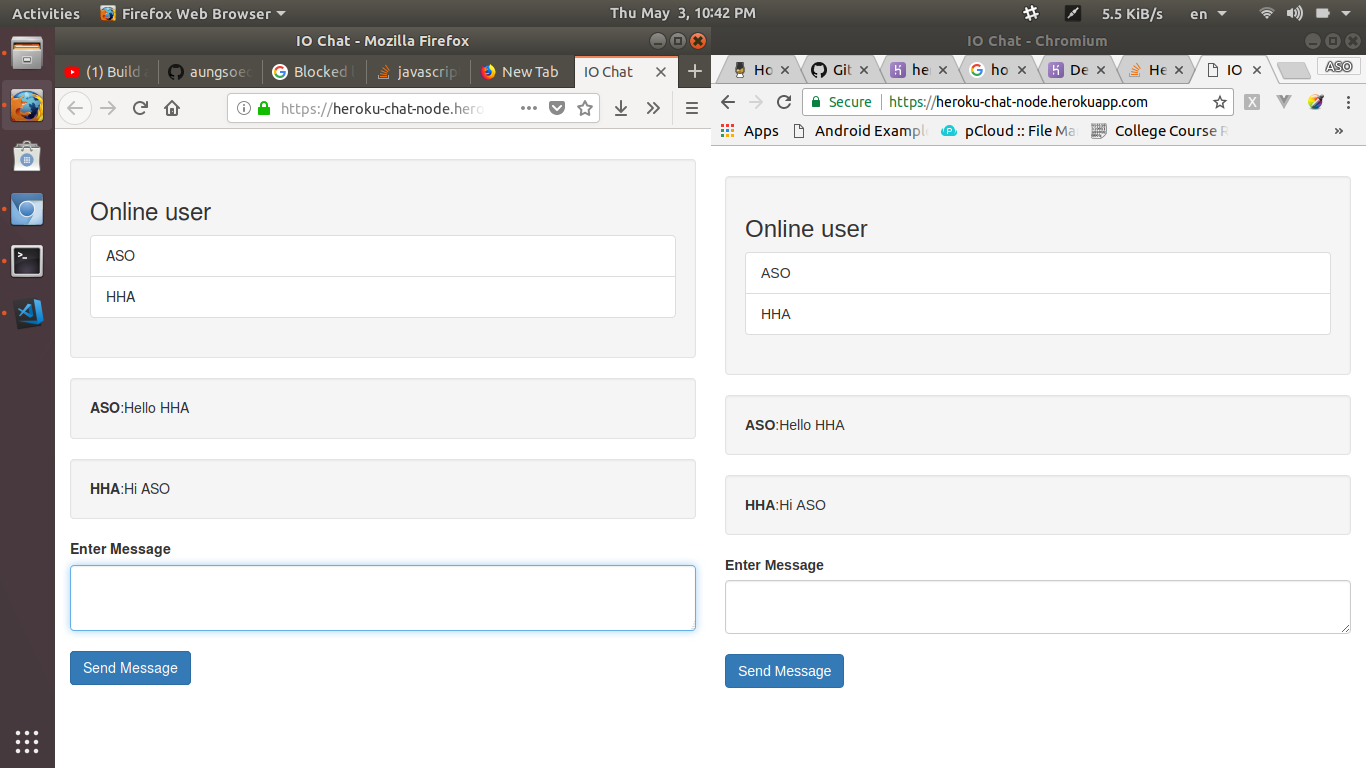 Activities Firefox Web Browser Thu May 3, 10:42 PM 5.5 KiB/s en
IO Chat - Mozilla Firefox
(1) Build aungsoe Blocked javascrip New Tab IO Chat
https://heroku-chat-node.hero
Online user
ASO
HHA
ASO:Hello HHA
HHA:Hi ASO
Enter Message
Send Message
IO Chat - Chromium
Ho Git her ho De He IO ASO
Secure https://heroku-chat-node.herokuapp.com
Apps Android Exampl pCloud :: File Ma College Course R
Online user
ASO
HHA
ASO:Hello HHA
HHA:Hi ASO
Enter Message
Send Message